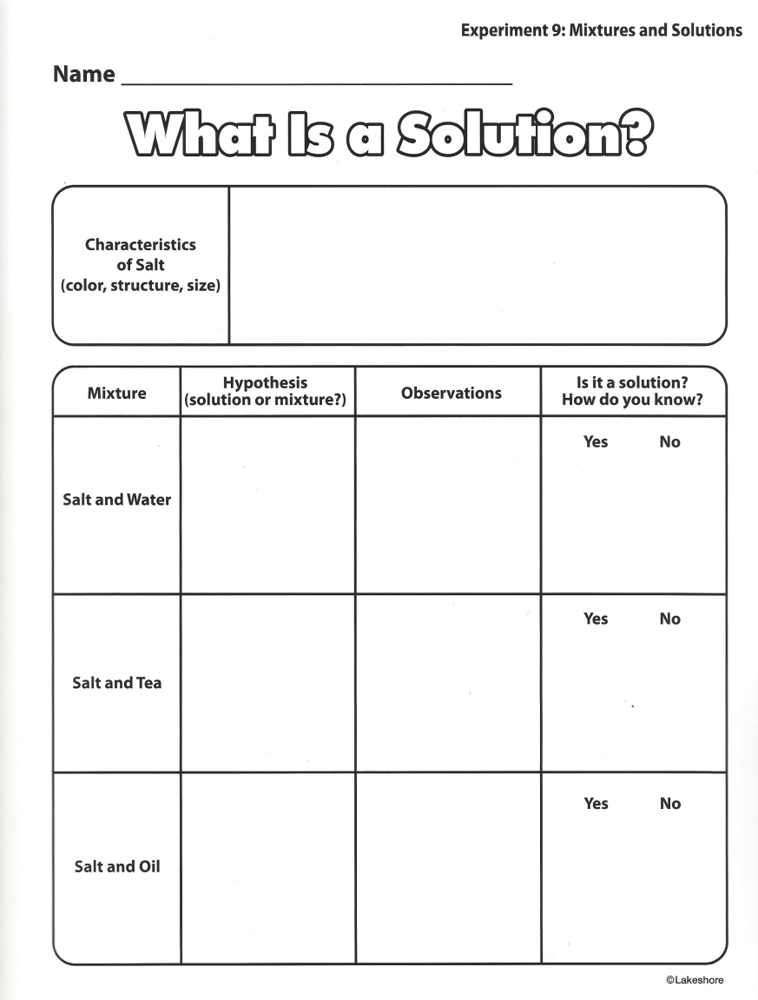 Experiment 9: Mixtures and Solutions
Name
What Is a Solution?
Characteristics
of Salt
(color, structure, size)
Mixture
Hypothesis
(solution or mixture?)
Observations
Is it a solution?
How do you know?
Salt and Water
Yes No
Salt and Tea
Yes No
Salt and Oil
Yes No
©Lakeshore